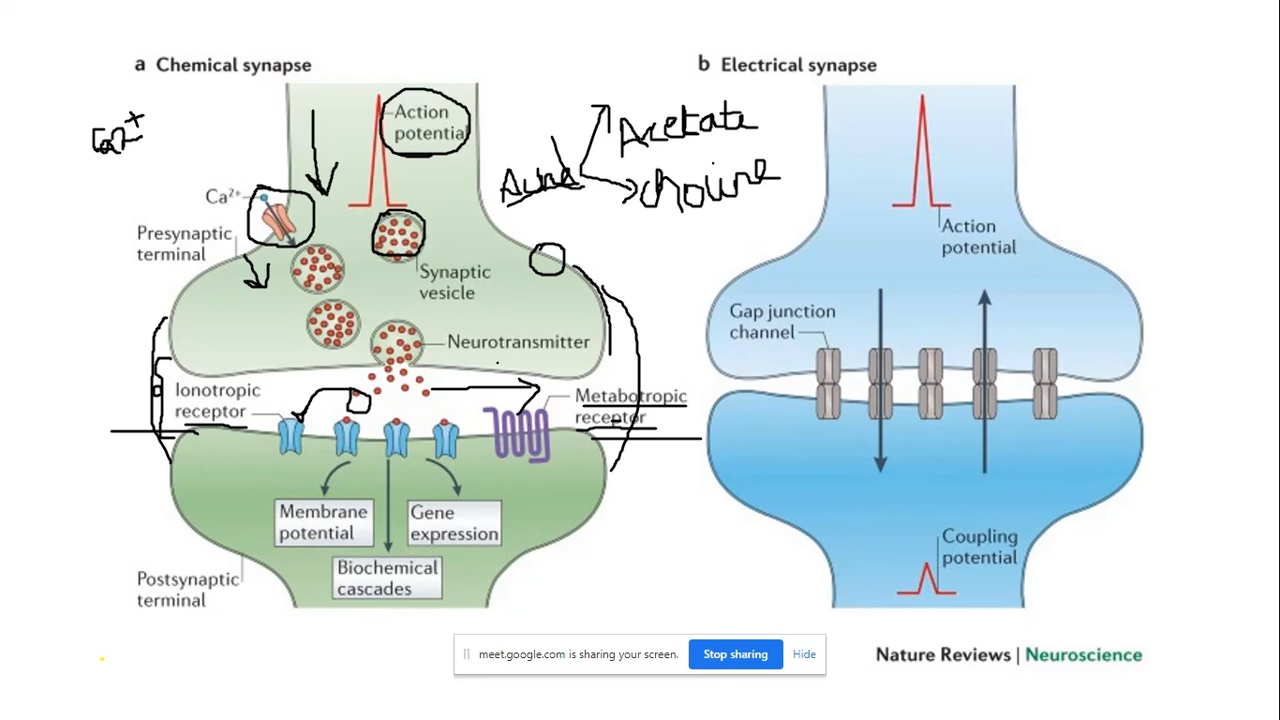 a Chemical synapse
Action
potential
Ca²⁺
Presynaptic
terminal
Synaptic
vesicle
Neurotransmitter
Ionotropic
receptor
Metabotropic
receptor
Membrane
potential
Gene
expression
Biochemical
cascades
Postsynaptic
terminal
Acetate
choline
b Electrical synapse
Action
potential
Gap junction
channel
Coupling
potential
meet.google.com is sharing your screen.
Stop sharing
Hide
Nature Reviews | Neuroscience